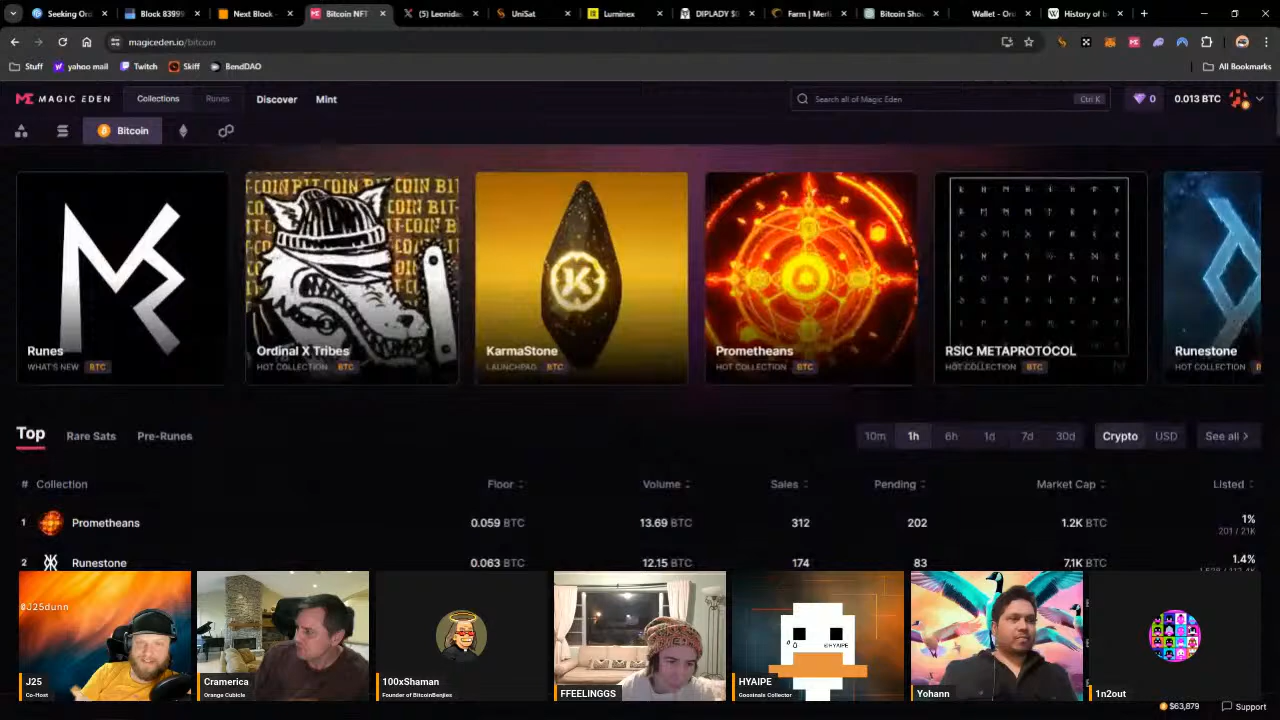 Seeking Ord
Block 83999
Next Block -
Bitcoin NFT
(5) Leonidas
UniSat
Luminex
DIPLADY $
Farm | Merli
Bitcoin Sho
Wallet - Ord
History of b
magiceden.io/bitcoin
Stuff
yahoo mail
Twitch
Skiff
BendDAO
All Bookmarks
MAGIC EDEN
Collections
Runes
Discover
Mint
Search all of Magic Eden
Ctrl K
0
0.013 BTC
Bitcoin
Runes
WHAT'S NEW BTC
Ordinal X Tribes
HOT COLLECTION BTC
KarmaStone
LAUNCHPAD BTC
Prometheans
HOT COLLECTION BTC
RSIC METAPROTOCOL
HOT COLLECTION BTC
Runestone
HOT COLLECTION
Top
Rare Sats
Pre-Runes
10m
1h
6h
1d
7d
30d
Crypto
USD
See all >
# Collection Floor Volume Sales Pending Market Cap Listed
1 Prometheans 0.059 BTC 13.69 BTC 312 202 1.2K BTC 1%
201 / 21K
2 Runestone 0.063 BTC 12.15 BTC 174 83 7.1K BTC 1.4%
@J25dunn
J25
Co-Host
Cramerica
Orange Cubicle
100xShaman
Founder of BitcoinBenjies
FFEELINGGS
©HYAIPE
HYAIPE
Goosinals Collector
Yohann
1n2out
$63,879
Support